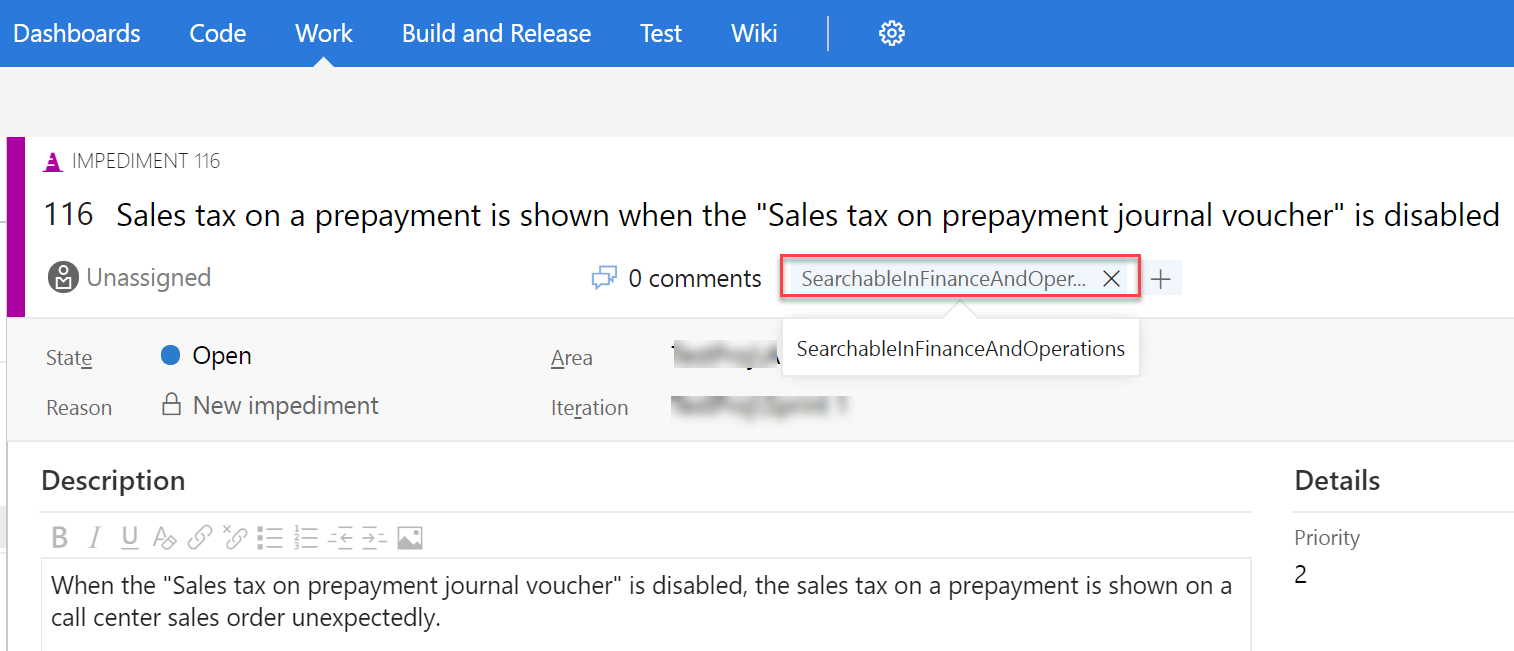 Dashboards Code Work Build and Release Test Wiki
IMPEDIMENT 116
116 Sales tax on a prepayment is shown when the "Sales tax on prepayment journal voucher" is disabled
Unassigned 0 comments SearchableInFinanceAndOper...
SearchableInFinanceAndOperations
State Open Area
Reason New impediment Iteration
Description Details
B I U
Priority
When the "Sales tax on prepayment journal voucher" is disabled, the sales tax on a prepayment is shown on a
2
call center sales order unexpectedly.